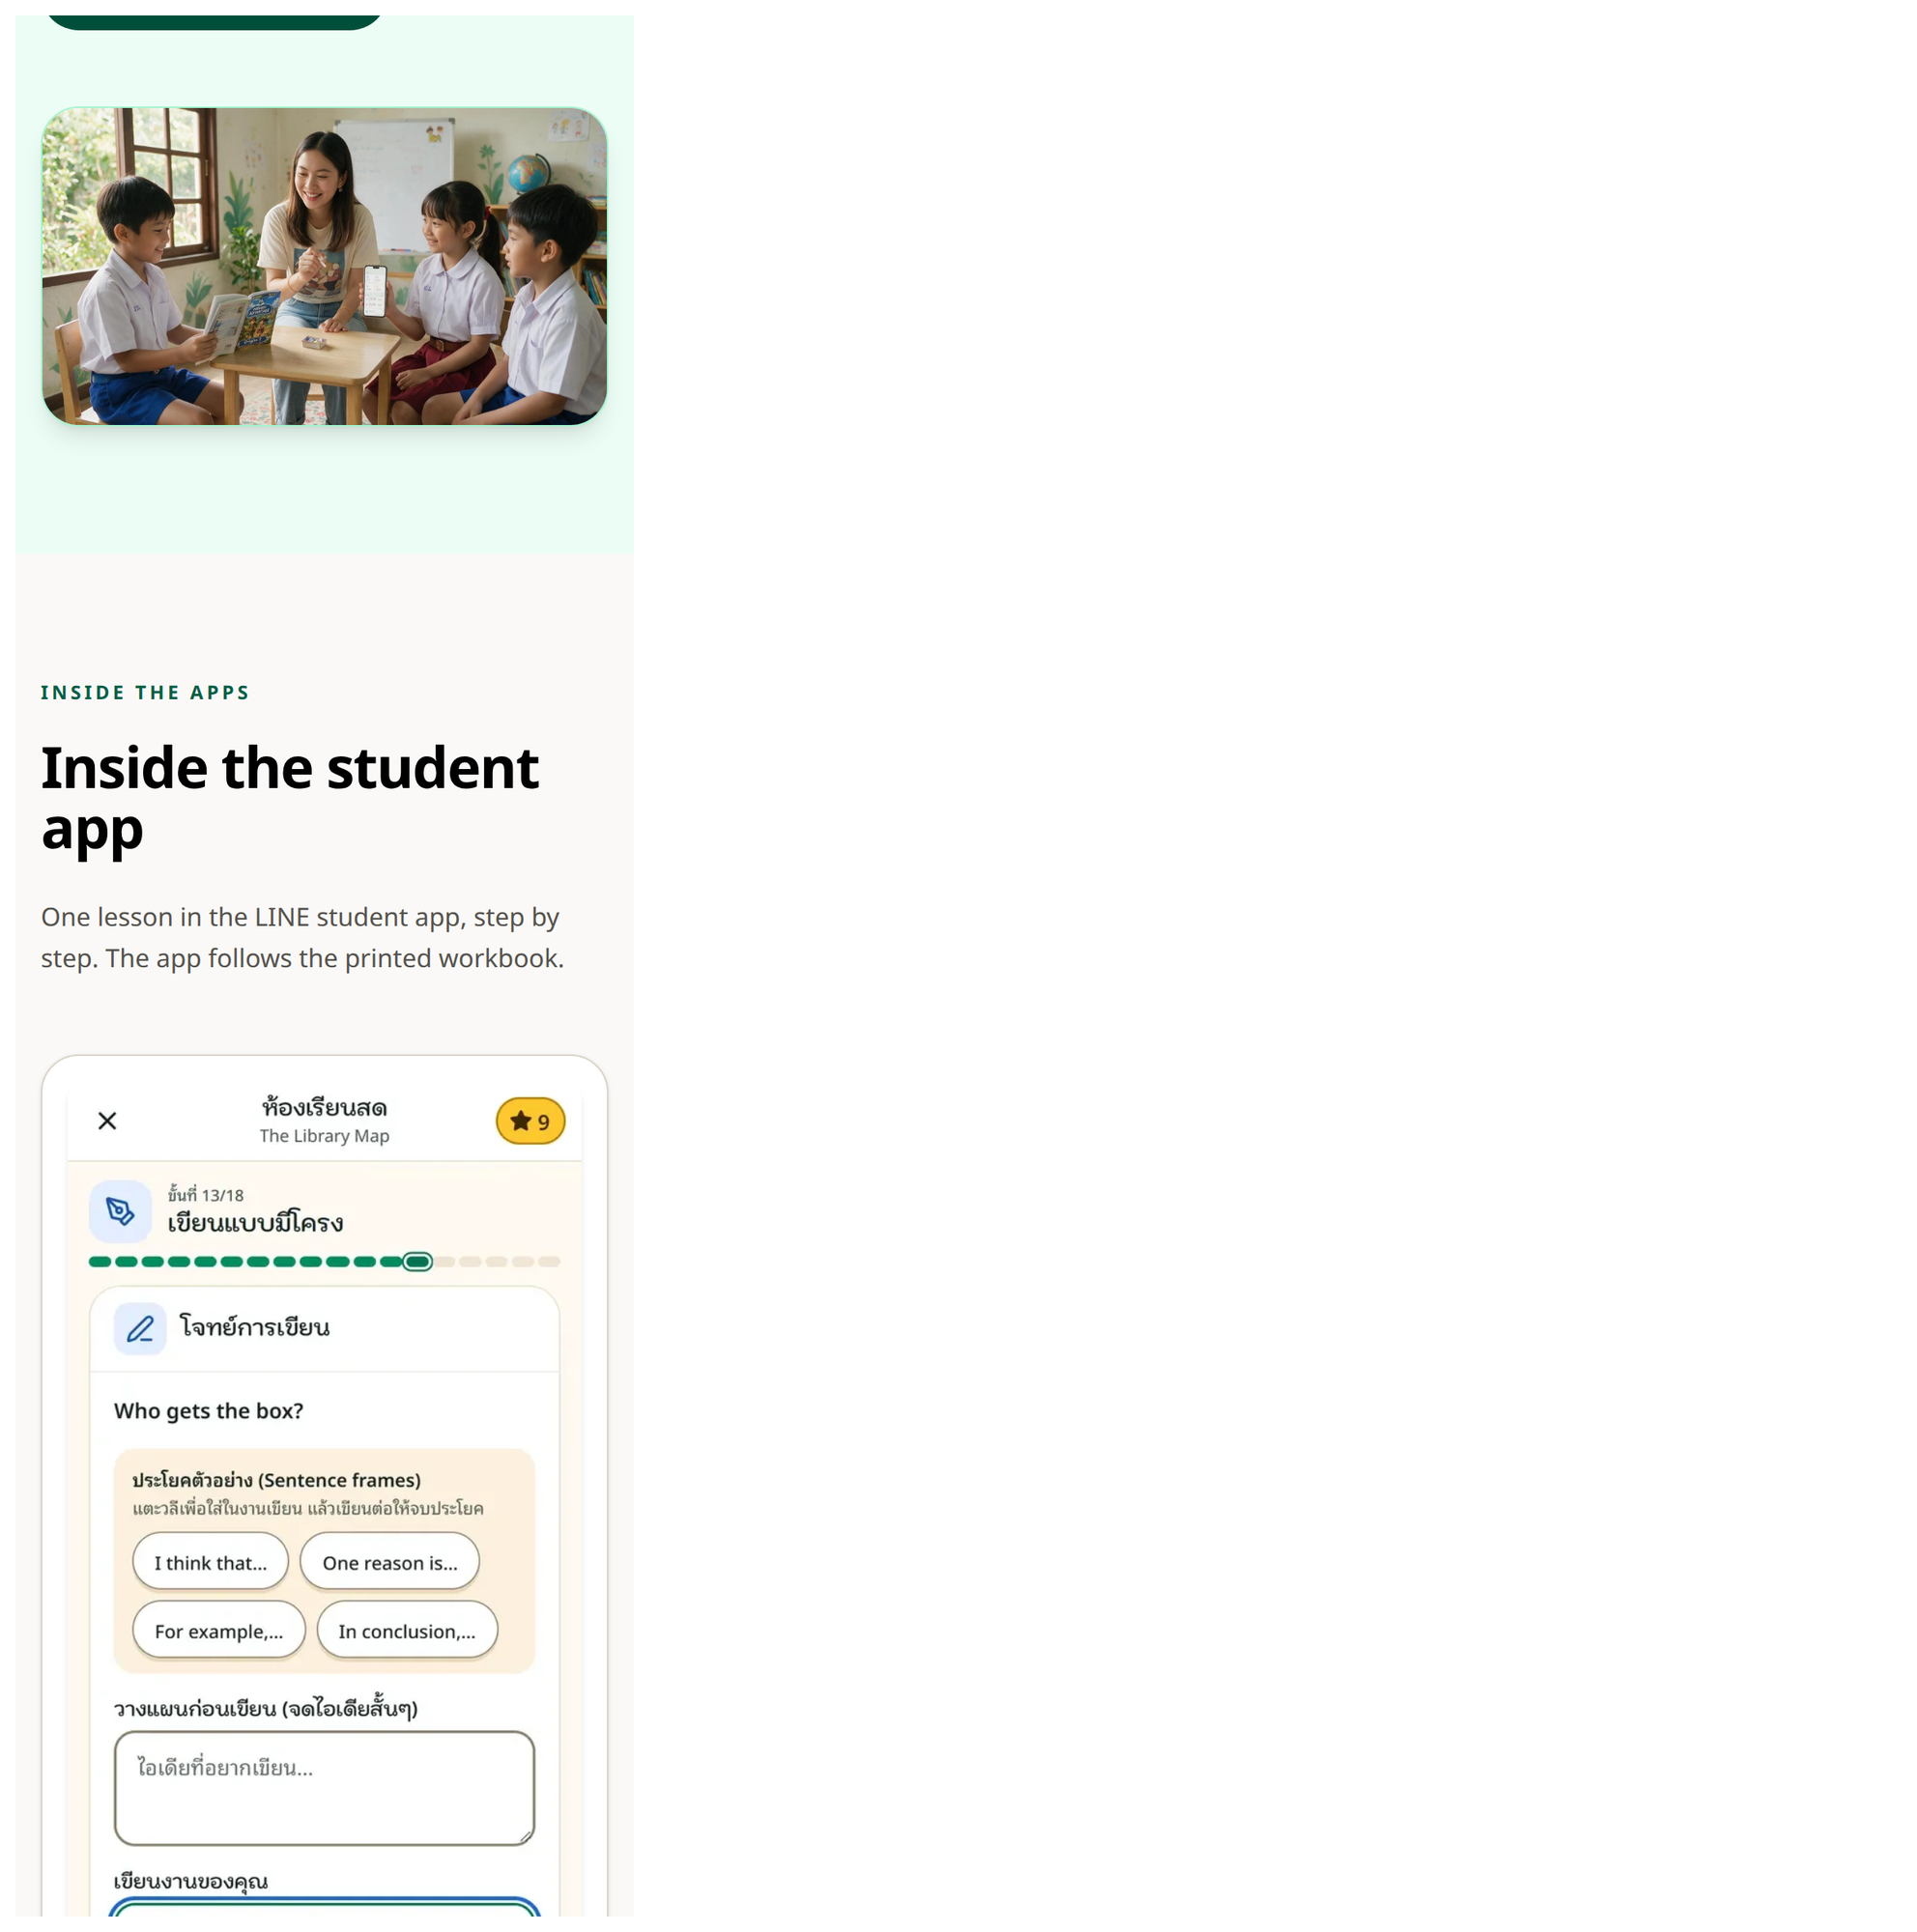 INSIDE THE APPS
Inside the student
app
One lesson in the LINE student app, step by
step. The app follows the printed workbook.
ห้องเรียนสด
The Library Map
9
ขั้นที่ 13/18
เขียนแบบมีโครง
โจทย์การเขียน
Who gets the box?
ประโยคตัวอย่าง (Sentence frames)
แตะวลีเพื่อใส่ในงานเขียน แล้วเขียนต่อให้จบประโยค
I think that... One reason is...
For example,... In conclusion,...
วางแผนก่อนเขียน (จดไอเดียสั้นๆ)
ไอเดียที่อยากเขียน...
เขียนงานของคุณ